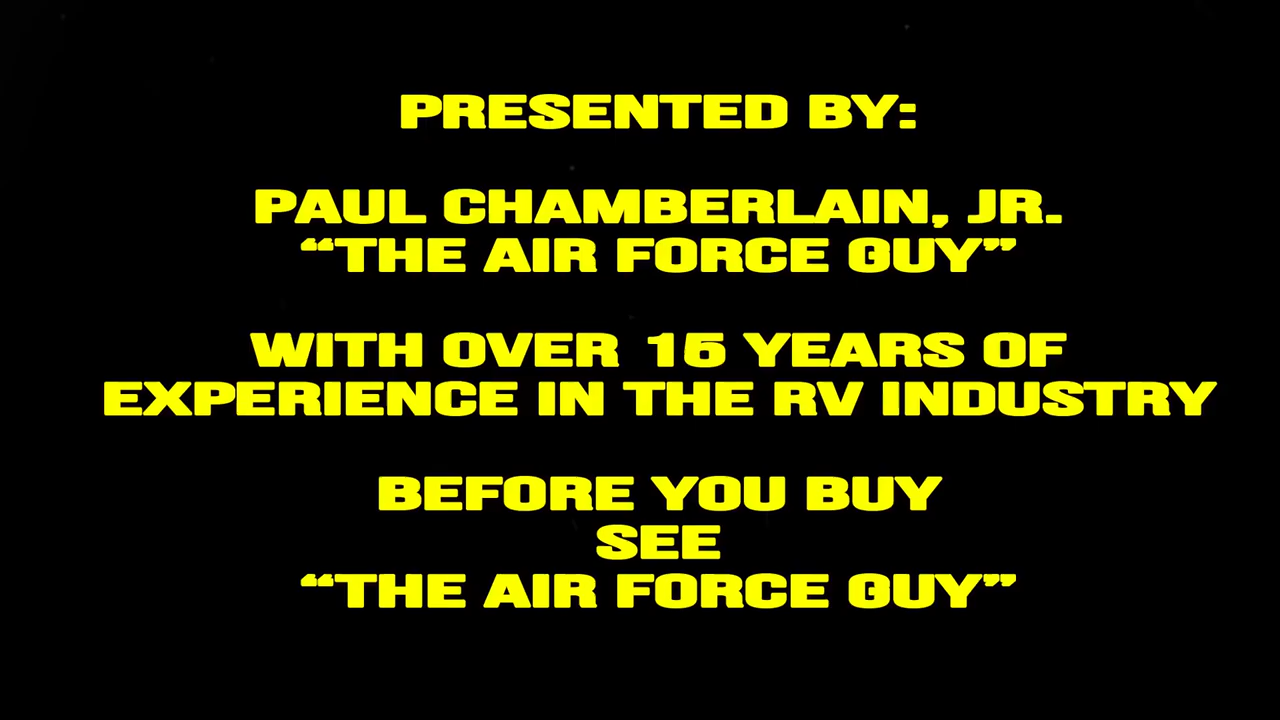 PRESENTED BY:
PAUL CHAMBERLAIN, JR.
“THE AIR FORCE GUY”
WITH OVER 15 YEARS OF
EXPERIENCE IN THE RV INDUSTRY
BEFORE YOU BUY
SEE
“THE AIR FORCE GUY”